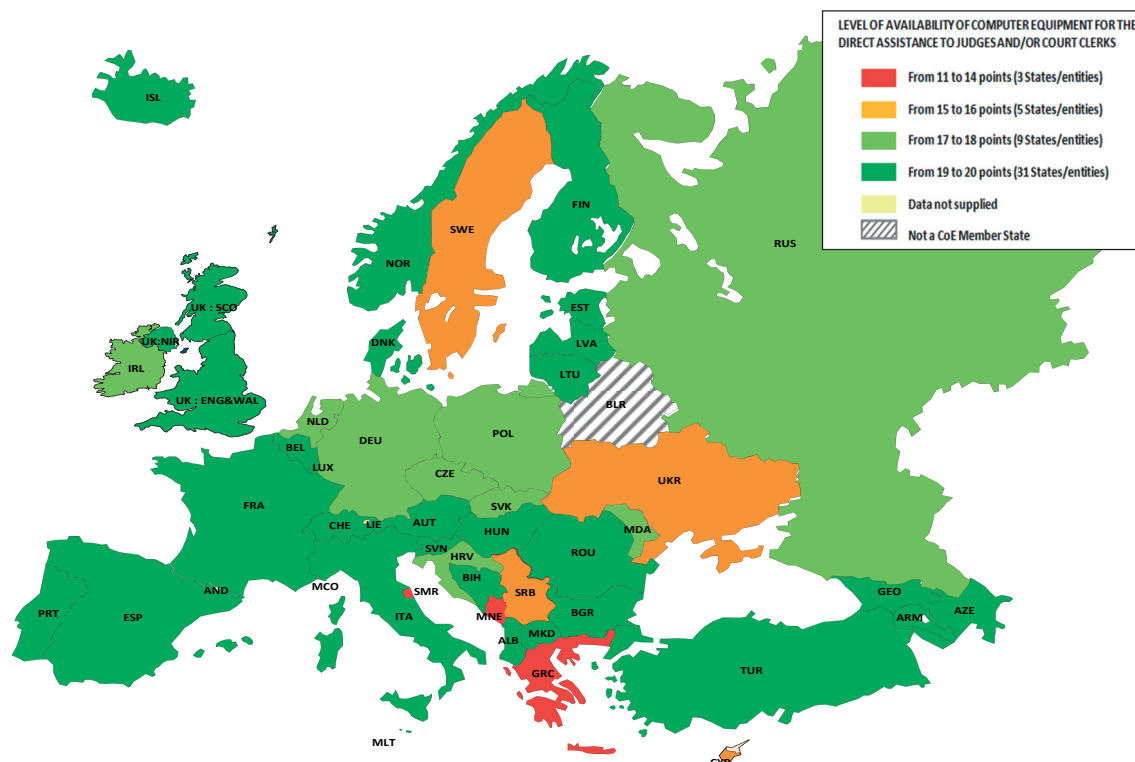 LEVEL OF AVAILABILITY OF COMPUTER EQUIPMENT FOR THE
DIRECT ASSISTANCE TO JUDGES AND/OR COURT CLERKS
From 11 to 14 points (3 States/entities)
From 15 to 16 points (5 States/entities)
From 17 to 18 points (9 States/entities)
From 19 to 20 points (31 States/entities)
Data not supplied
Not a CoE Member State
ISL
SWE
FIN
RUS
NOR
UK : SCO
EST
UK:NIR
DNK
LVA
IRL
LTU
UK : ENG&WAL
BLR
NLD
DEU
POL
BEL
LUX
CZE
UKR
FRA
SVK
CHE
LIE
AUT
HUN
MDA
SVN
HRV
ROU
BIH
MCO
AND
SMR
SRB
GEO
PRT
ESP
ITA
MNE
BGR
ARM
AZE
ALB
MKD
GRC
TUR
MLT
CYP